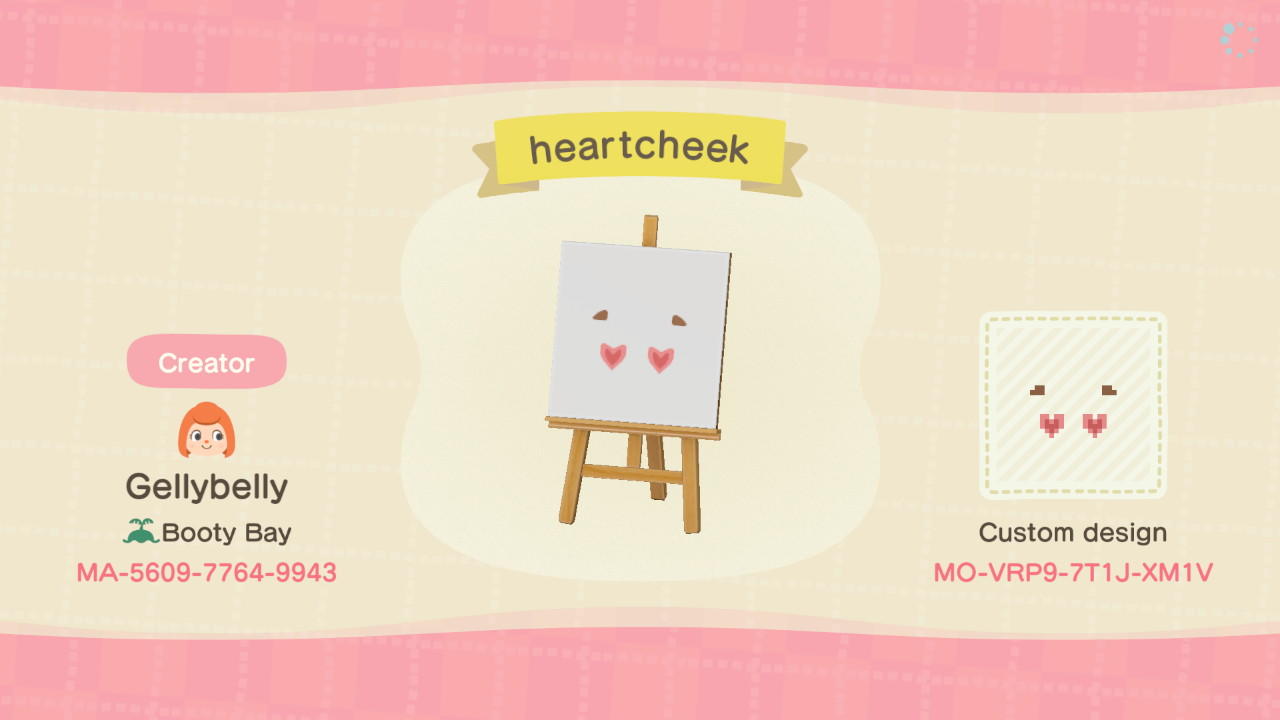 heartcheek
Creator
Gellybelly
Booty Bay
MA-5609-7764-9943
Custom design
MO-VRP9-7T1J-XM1V